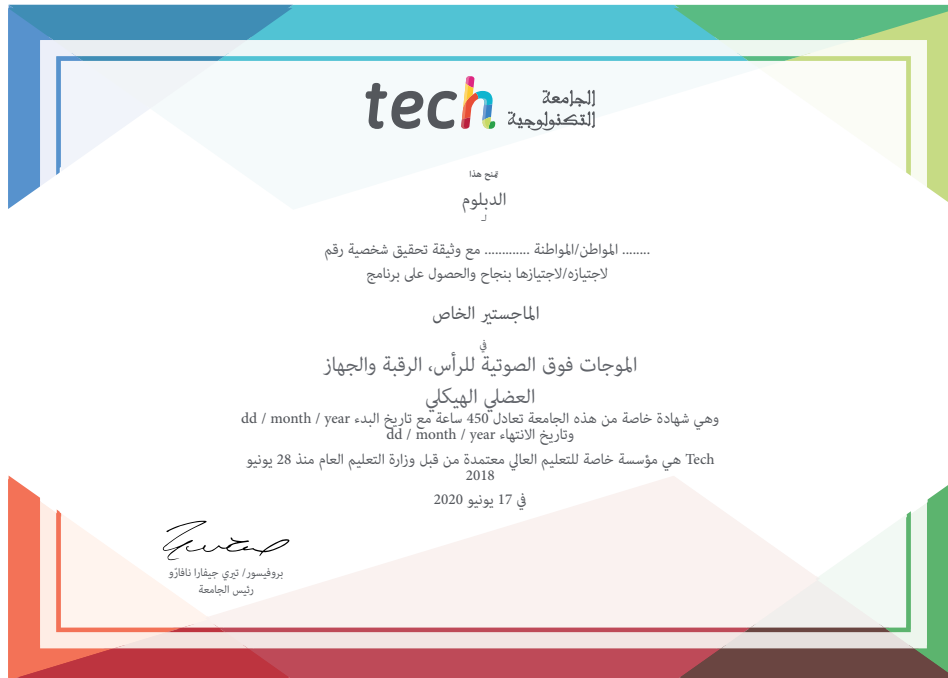 tech الجامعة
التكنولوجية
يمنح هذا
الدبلوم
لـ
........ المواطن/المواطنة ............. مع وثيقة تحقيق شخصية رقم
لاجتيازه/لاجتيازها بنجاح والحصول على برنامج
الماجستير الخاص
في
الموجات فوق الصوتية للرأس، الرقبة والجهاز
العضلي الهيكلي
وهي شهادة خاصة من هذه الجامعة تعادل 450 ساعة مع تاريخ البدء dd / month / year
وتاريخ الانتهاء dd / month / year
Tech هي مؤسسة خاصة للتعليم العالي معتمدة من قبل وزارة التعليم العام منذ 28 يونيو
2018
في 17 يونيو 2020
بروفيسور/ تيري جيفارا نافارّو
رئيس الجامعة